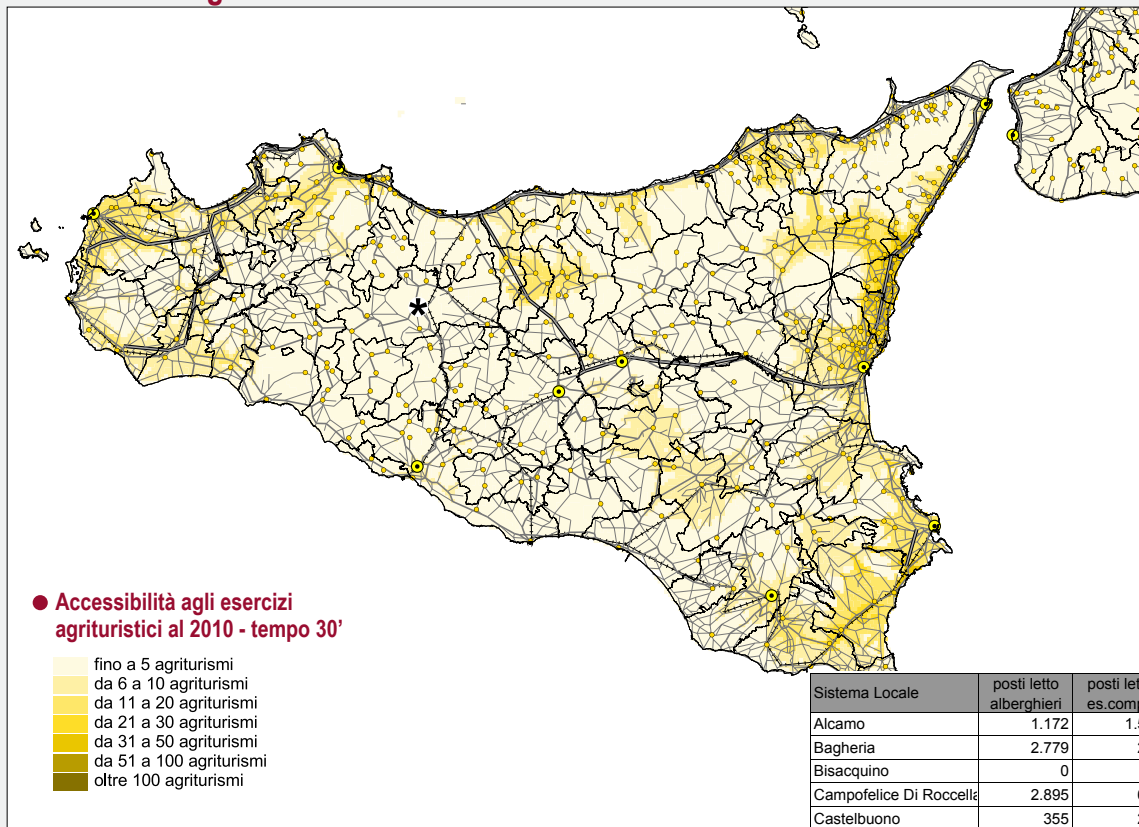 ● Accessibilità agli esercizi
agrituristici al 2010 - tempo 30’
fino a 5 agriturismi
da 6 a 10 agriturismi
da 11 a 20 agriturismi
da 21 a 30 agriturismi
da 31 a 50 agriturismi
da 51 a 100 agriturismi
oltre 100 agriturismi
*
Sistema Locale posti letto alberghieri posti
Alcamo 1.172
Bagheria 2.779
Bisacquino 0
Campofelice Di Roccella 2.895
Castelbuono 355